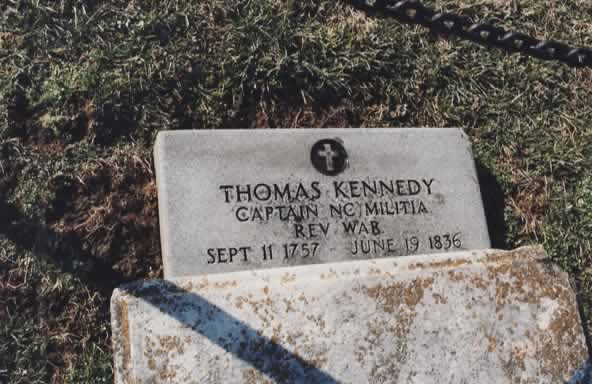 THOMAS KENNEDY
CAPTAIN NC MILITIA
REV WAR
SEPT 11 1757 JUNE 19 1836